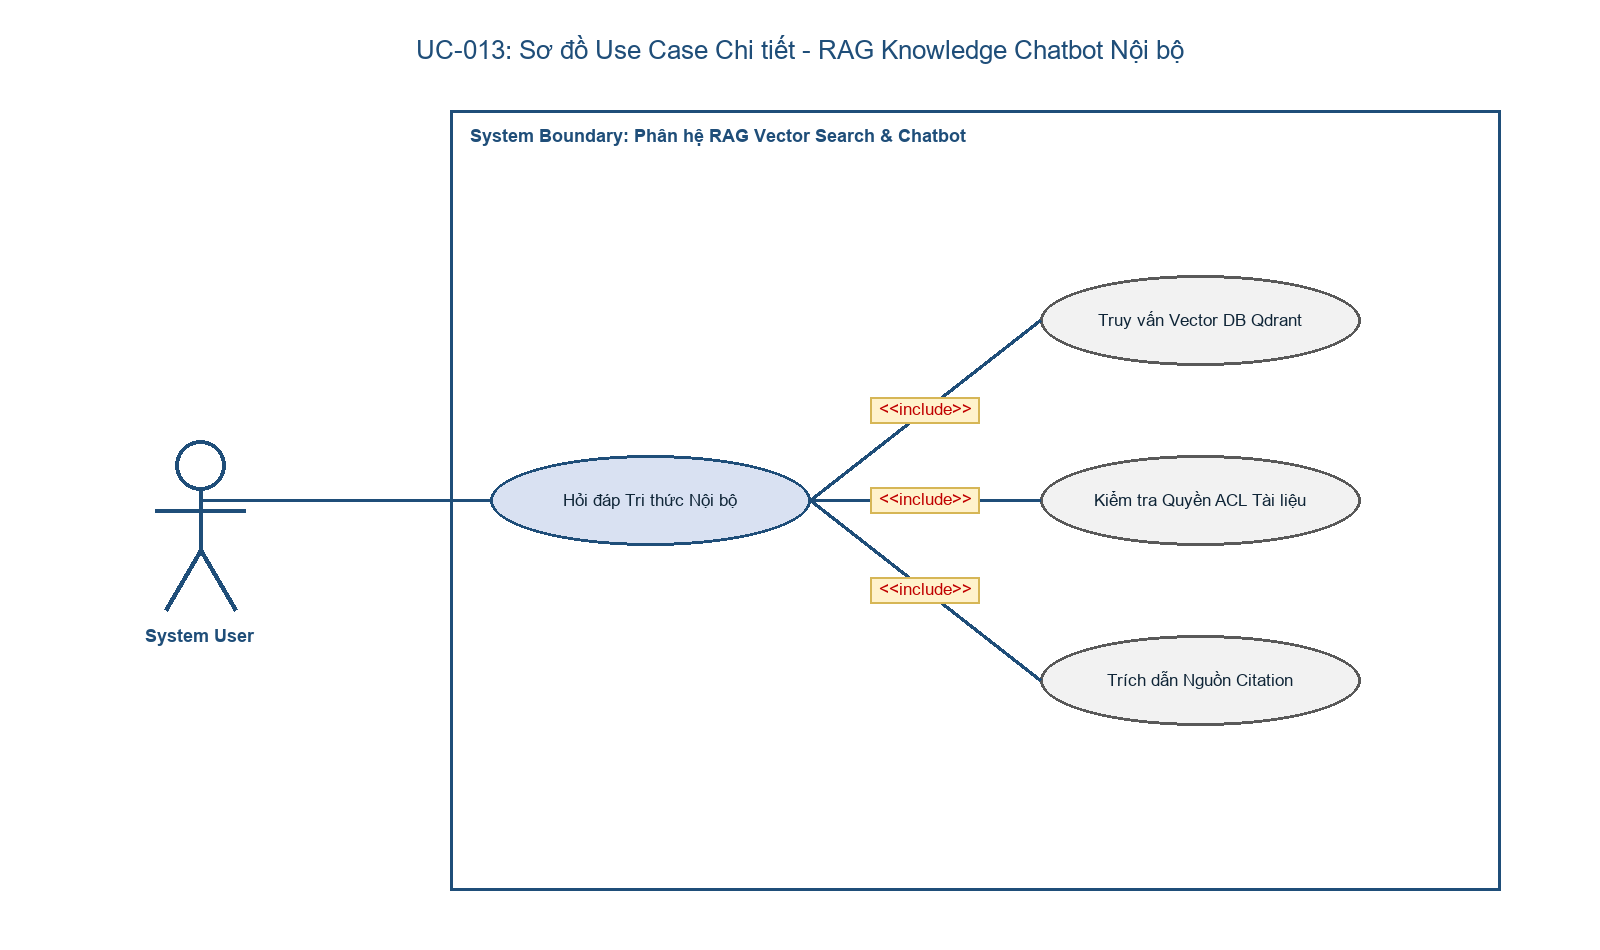 UC-013: Sơ đồ Use Case Chi tiết - RAG Knowledge Chatbot Nội bộ
System Boundary: Phân hệ RAG Vector Search & Chatbot
Truy vấn Vector DB Qdrant
<<include>>
Hỏi đáp Tri thức Nội bộ
<<include>>
Kiểm tra Quyền ACL Tài liệu
<<include>>
System User
Trích dẫn Nguồn Citation